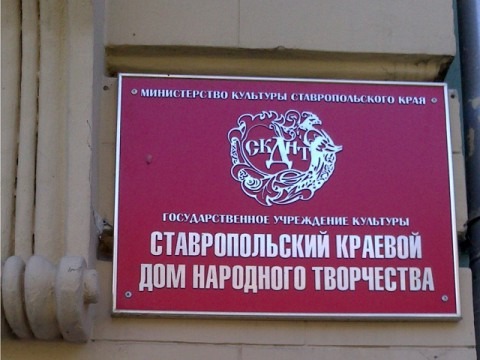 МИНИСТЕРСТВО КУЛЬТУРЫ СТАВРОПОЛЬСКОГО КРАЯ
СКДНТ
ГОСУДАРСТВЕННОЕ УЧРЕЖДЕНИЕ КУЛЬТУРЫ
СТАВРОПОЛЬСКИЙ КРАЕВОЙ
ДОМ НАРОДНОГО ТВОРЧЕСТВА